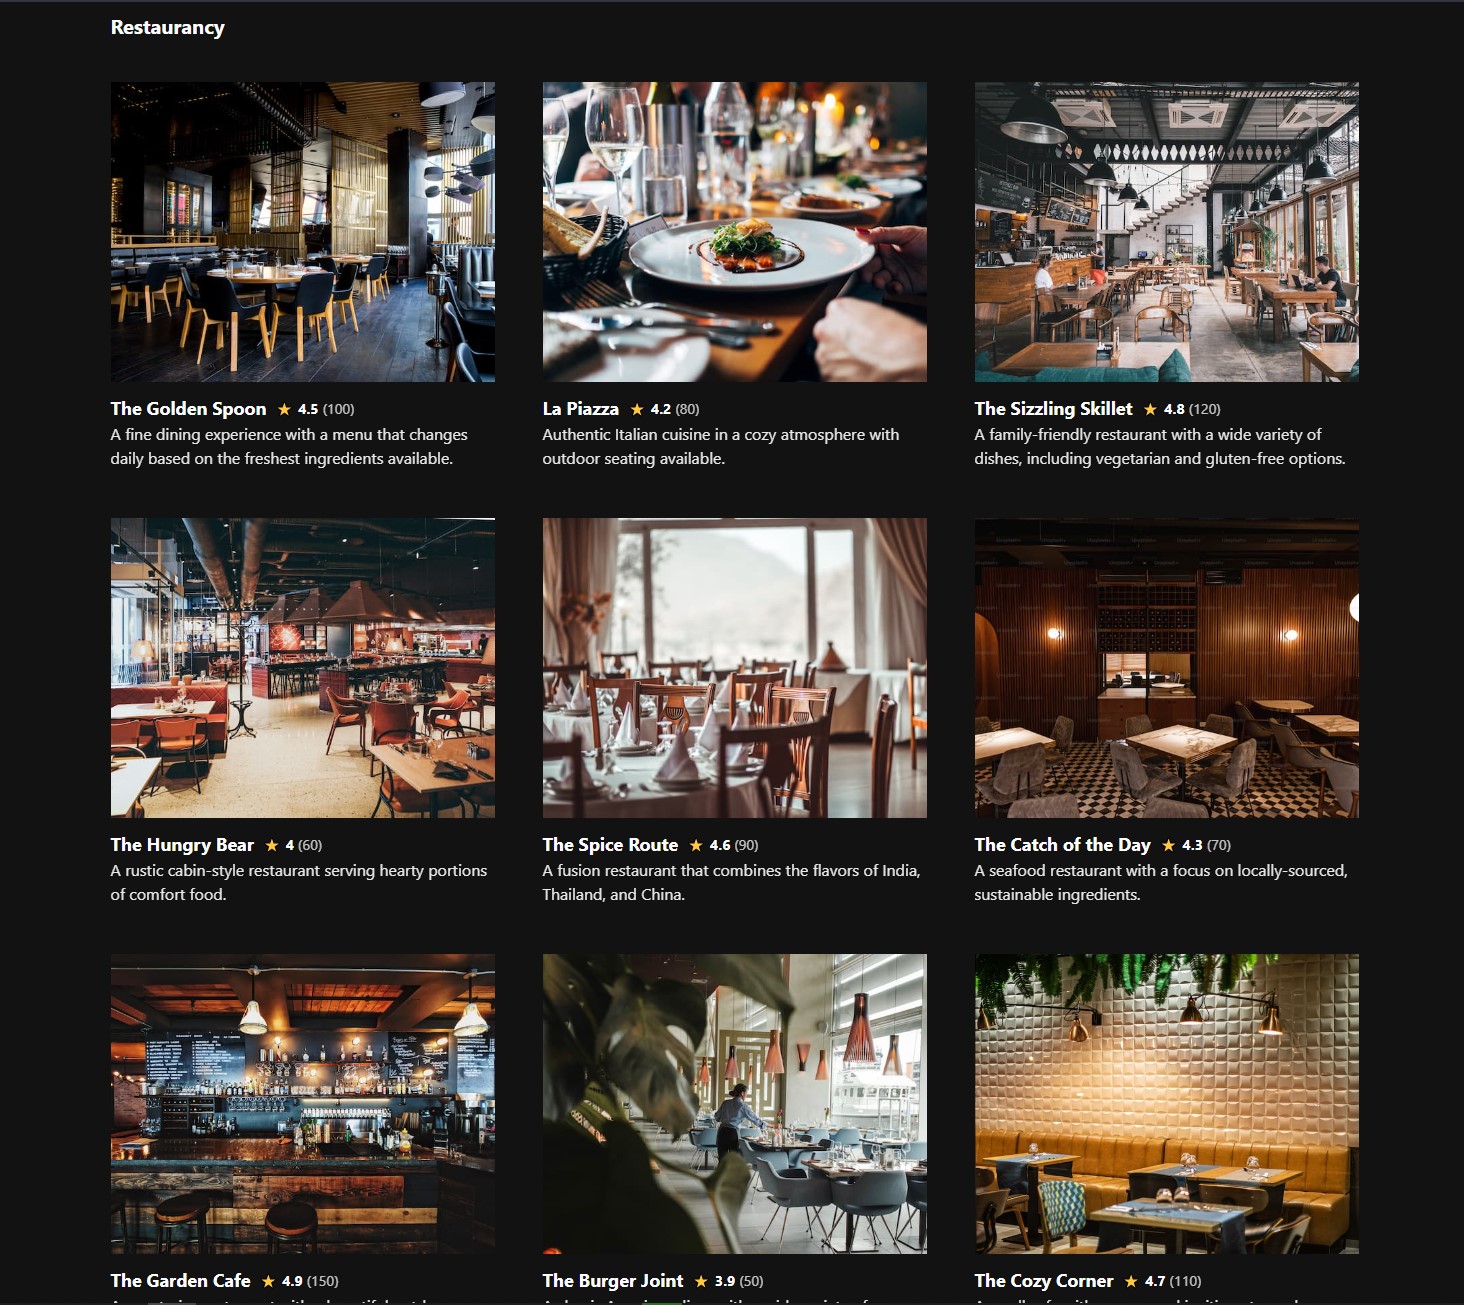 Restaurancy
The Golden Spoon ★ 4.5 (100)
A fine dining experience with a menu that changes
daily based on the freshest ingredients available.
La Piazza ★ 4.2 (80)
Authentic Italian cuisine in a cozy atmosphere with
outdoor seating available.
The Sizzling Skillet ★ 4.8 (120)
A family-friendly restaurant with a wide variety of
dishes, including vegetarian and gluten-free options.
The Hungry Bear ★ 4 (60)
A rustic cabin-style restaurant serving hearty portions
of comfort food.
The Spice Route ★ 4.6 (90)
A fusion restaurant that combines the flavors of India,
Thailand, and China.
The Catch of the Day ★ 4.3 (70)
A seafood restaurant with a focus on locally-sourced,
sustainable ingredients.
The Garden Cafe ★ 4.9 (150)
The Burger Joint ★ 3.9 (50)
The Cozy Corner ★ 4.7 (110)